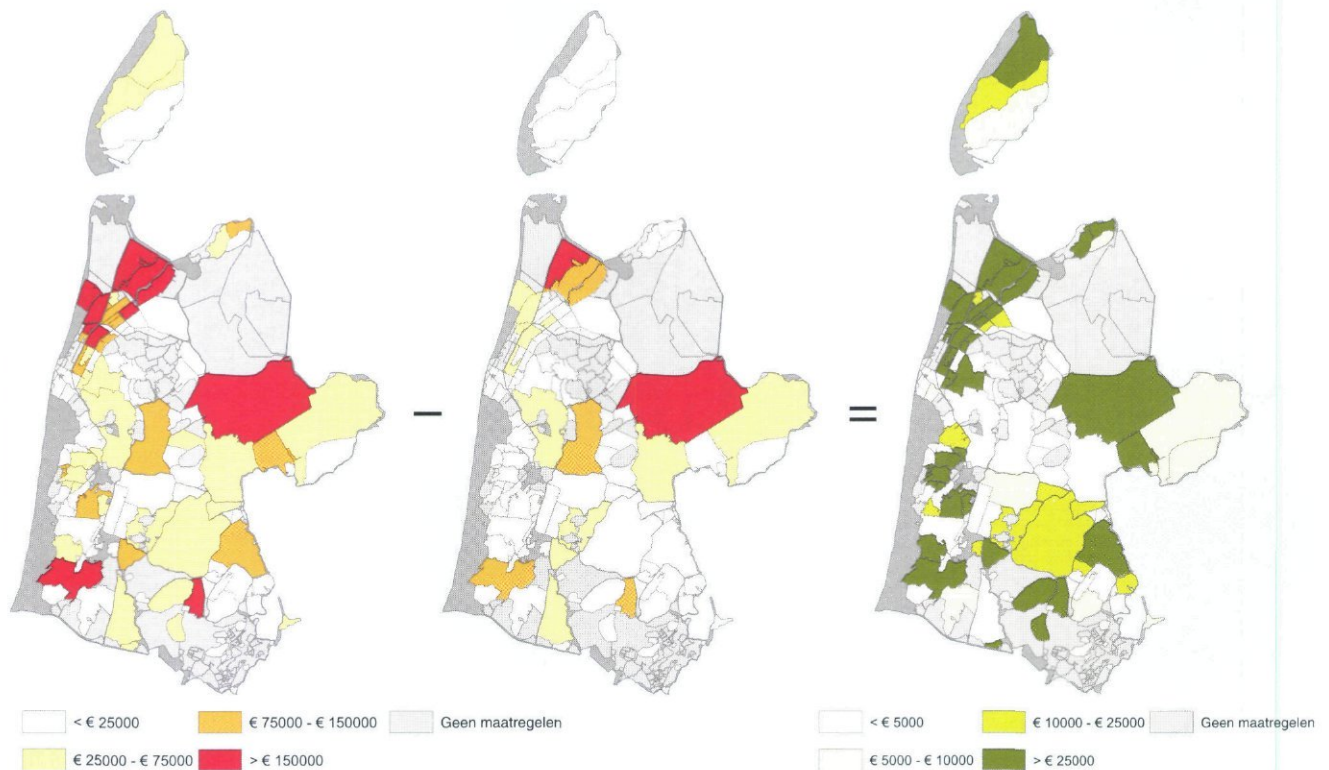 −
=
< € 25000 € 75000 - € 150000 Geen maatregelen
€ 25000 - € 75000 > € 150000
< € 5000 € 10000 - € 25000 Geen maatregelen
€ 5000 - € 10000 > € 25000